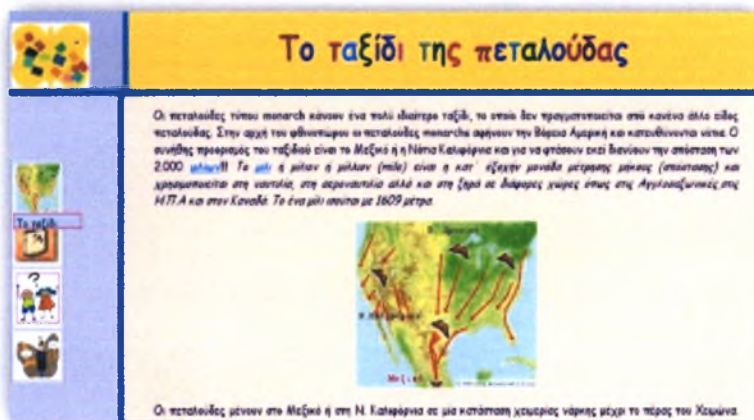 Το ταξίδι της πεταλούδας
Οι πεταλούδες τύπου monarch κάνουν ένα πολύ ιδιαίτερο ταξίδι, το οποίο δεν πραγματοποιείται από κανένα άλλο είδος
πεταλούδας. Στην αρχή του φθινοπώρου οι πεταλούδες monarchs αφήνουν την Βόρεια Αμερική και κατευθύνονται νότια. Ο
συνήθης προορισμός του ταξιδιού είναι το Μεξικό ή η Νότια Καλιφόρνια και για να φτάσουν εκεί διανύουν την απόσταση των
2.000 μιλίων!!! Το μίλι ή μίλιον ή μίλλιον (mile) είναι η κατ' έξοχην μονάδα μέτρησης μήκους (απόστασης) και
χρησιμοποιείται στη ναυτιλία, στη αεροναυτιλία αλλά και στη ξηρά σε διάφορες χώρες όπως στις Αγγλοσαξωνικές στις
Η.Π.Α και στον Καναδά. Το ένα μίλι ισούται με 1609 μέτρα.
Το ταξίδι
Μεξικό
Οι πεταλούδες μένουν στο Μεξικό ή στη Ν. Καλιφόρνια σε μία κατάσταση χειμερίας νάρκης μέχρι το πέρας του Χειμώνα.